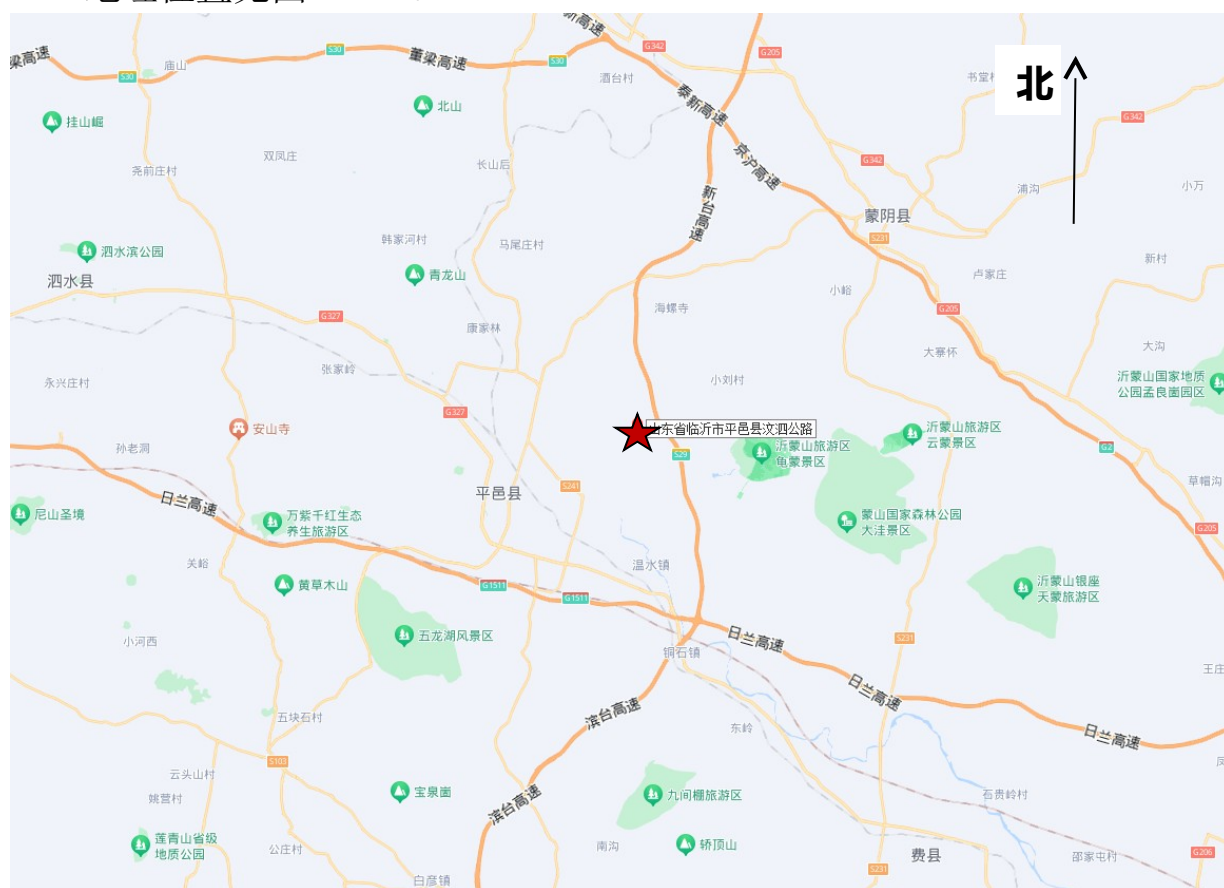 梁高速
S30
庙山
S30
董梁高速
S30
新高速
G342
酒台村
G205
书堂
北
挂山崛
北山
泰新高速
G342
双凤庄
长山后
尧前庄村
京沪高速
G342
浦沟
小万
新台高速
蒙阴县
S231
韩家河村
马尾庄村
泗水滨公园
泗水县
青龙山
新村
卢家庄
小峪
海螺寺
G327
康家林
G205
大寨怀
大沟
张家岭
永兴庄村
小刘村
沂蒙山国家地质
公园孟良崮园区
G327
安山寺
山东省临沂市平邑县汶泗公路
沂蒙山旅游区
云蒙景区
孙老洞
沂蒙山旅游区
龟蒙景区
S29
G2
草帽沟
日兰高速
平邑县
S241
尼山圣境
万紫千红生态
养生旅游区
蒙山国家森林公园
大洼景区
G205
关峪
温水镇
黄草木山
G1511
G1511
沂蒙山银座
天蒙旅游区
小河西
五龙湖风景区
日兰高速
S231
铜石镇
王庄
日兰高速
五块石村
滨台高速
东岭
日兰高速
S103
云头山村
姚营村
宝泉崮
滨台高速
九间棚旅游区
石贵岭村
莲青山省级
地质公园
公庄村
南沟
轿顶山
费县
邵家屯村
G206
S231
白彦镇